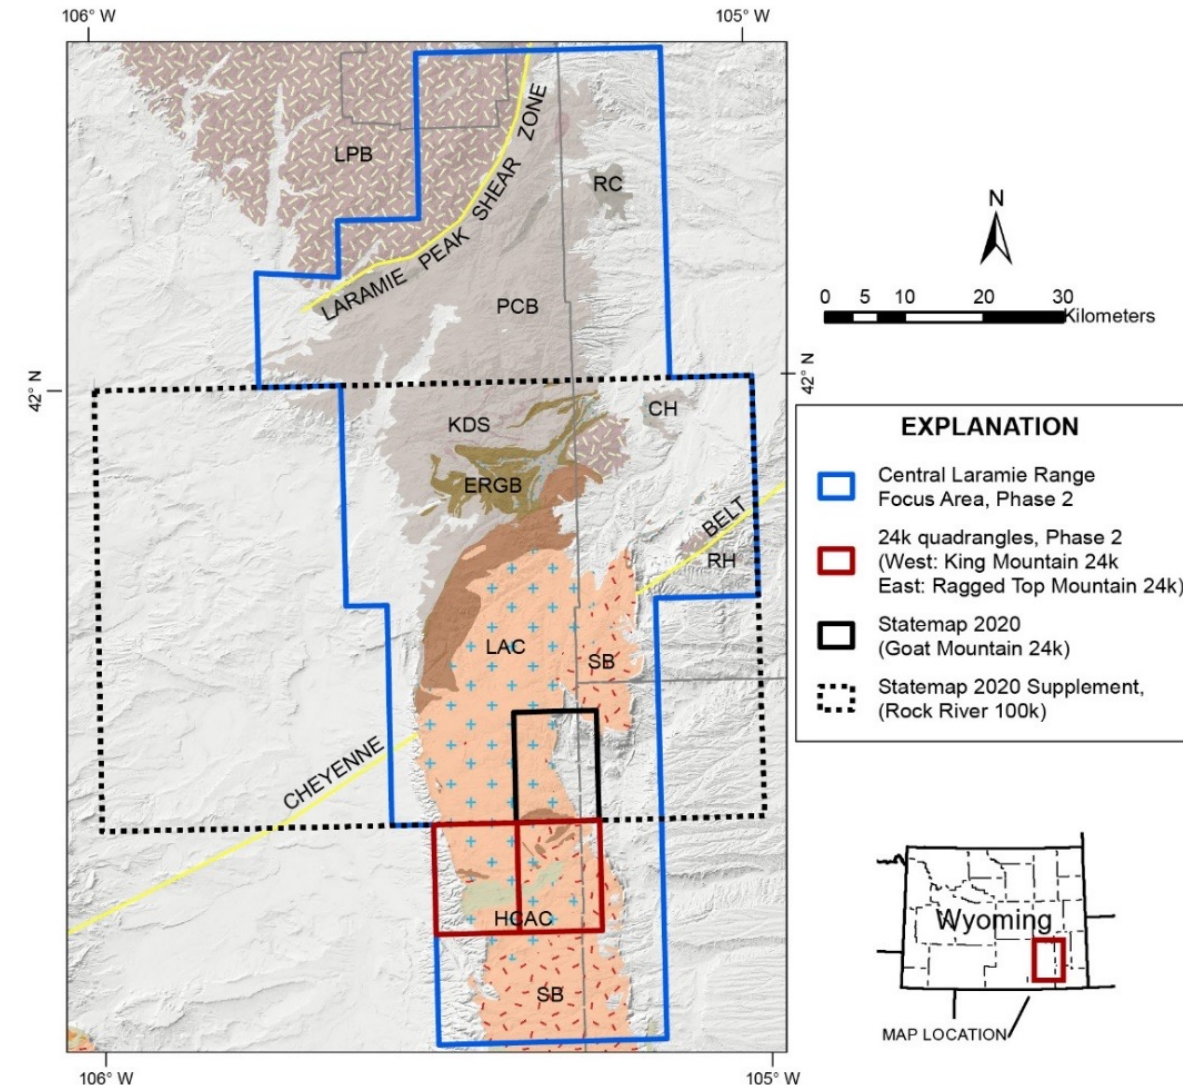 106° W
105° W
LPB
LARAMIE PEAK SHEAR ZONE
RC
PCB
N
0 5 10 20 30
Kilometers
42° N
42° N
CH
KDS
ERGB
BELT
RH
LAC
SB
CHEYENNE
HCAC
SB
106° W
105° W
EXPLANATION
Central Laramie Range
Focus Area, Phase 2
24k quadrangles, Phase 2
(West: King Mountain 24k
East: Ragged Top Mountain 24k)
Statemap 2020
(Goat Mountain 24k)
Statemap 2020 Supplement,
(Rock River 100k)
Wyoming
MAP LOCATION